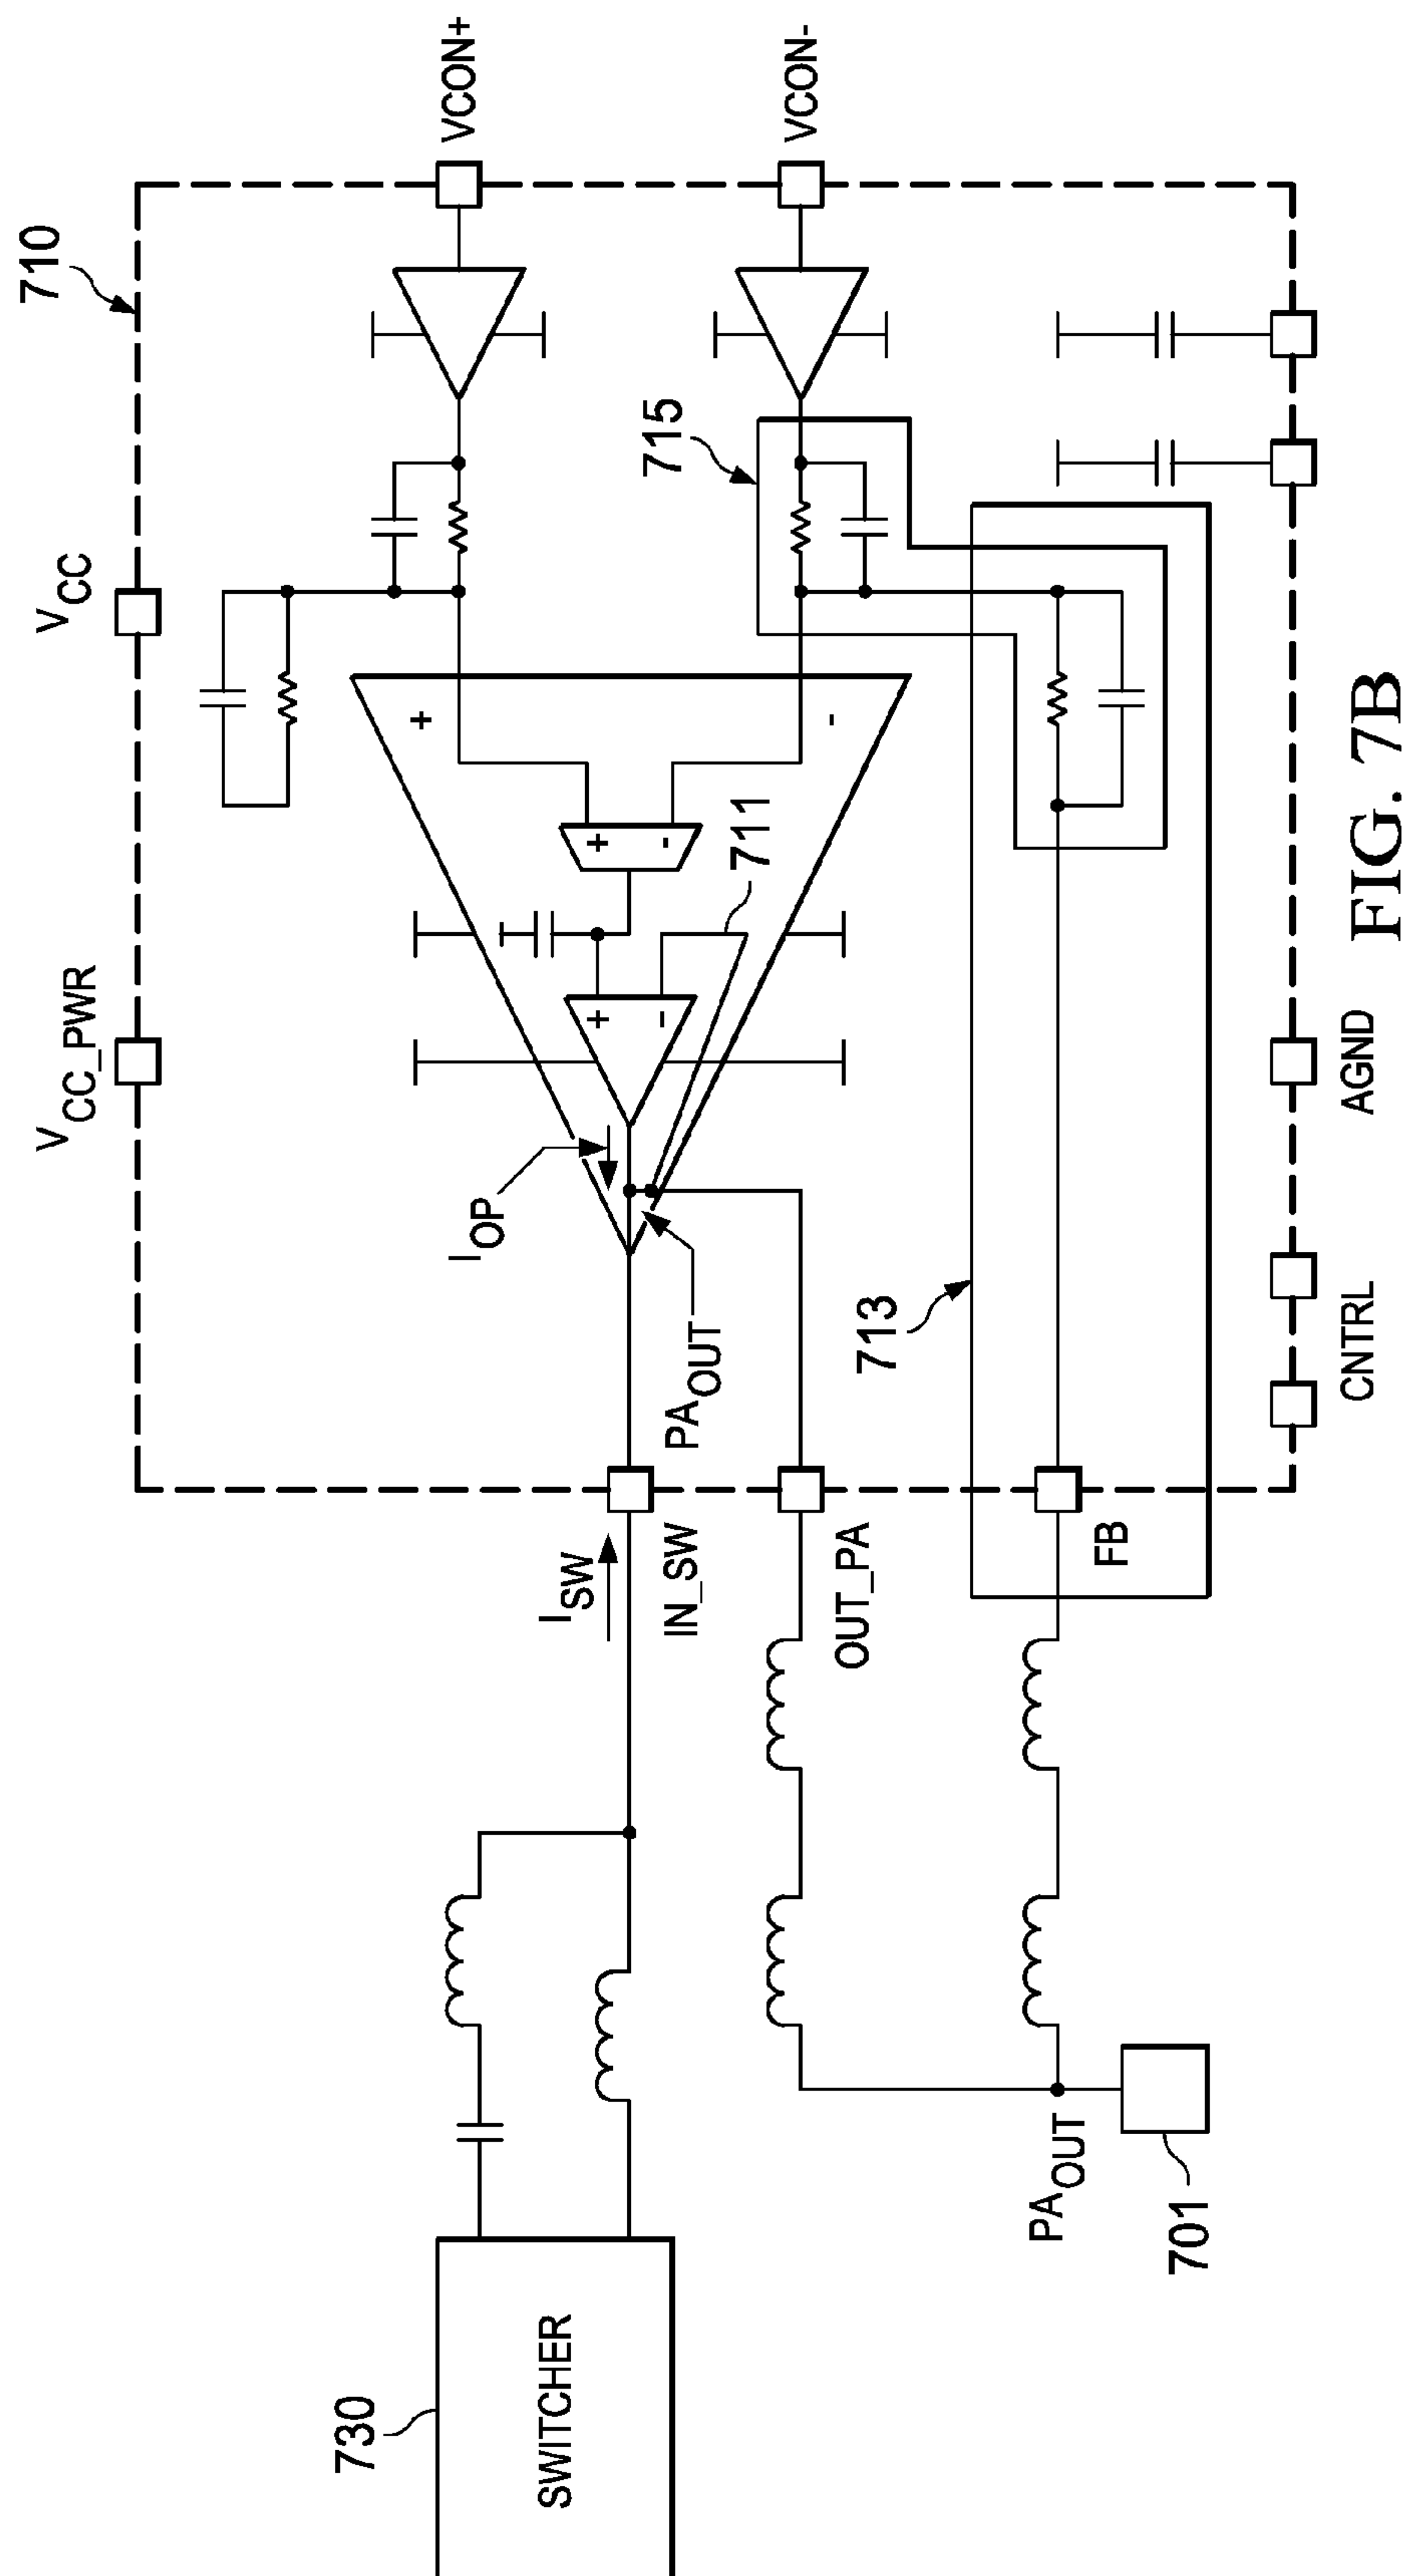 710
VCON+
VCON-
VCC
VCC_PWR
715
+
-
+
-
711
+
-
IOP
PAOUT
713
ISW
IN_SW
OUT_PA
FB
AGND
CNTRL
730
SWITCHER
PAOUT
701
FIG. 7B